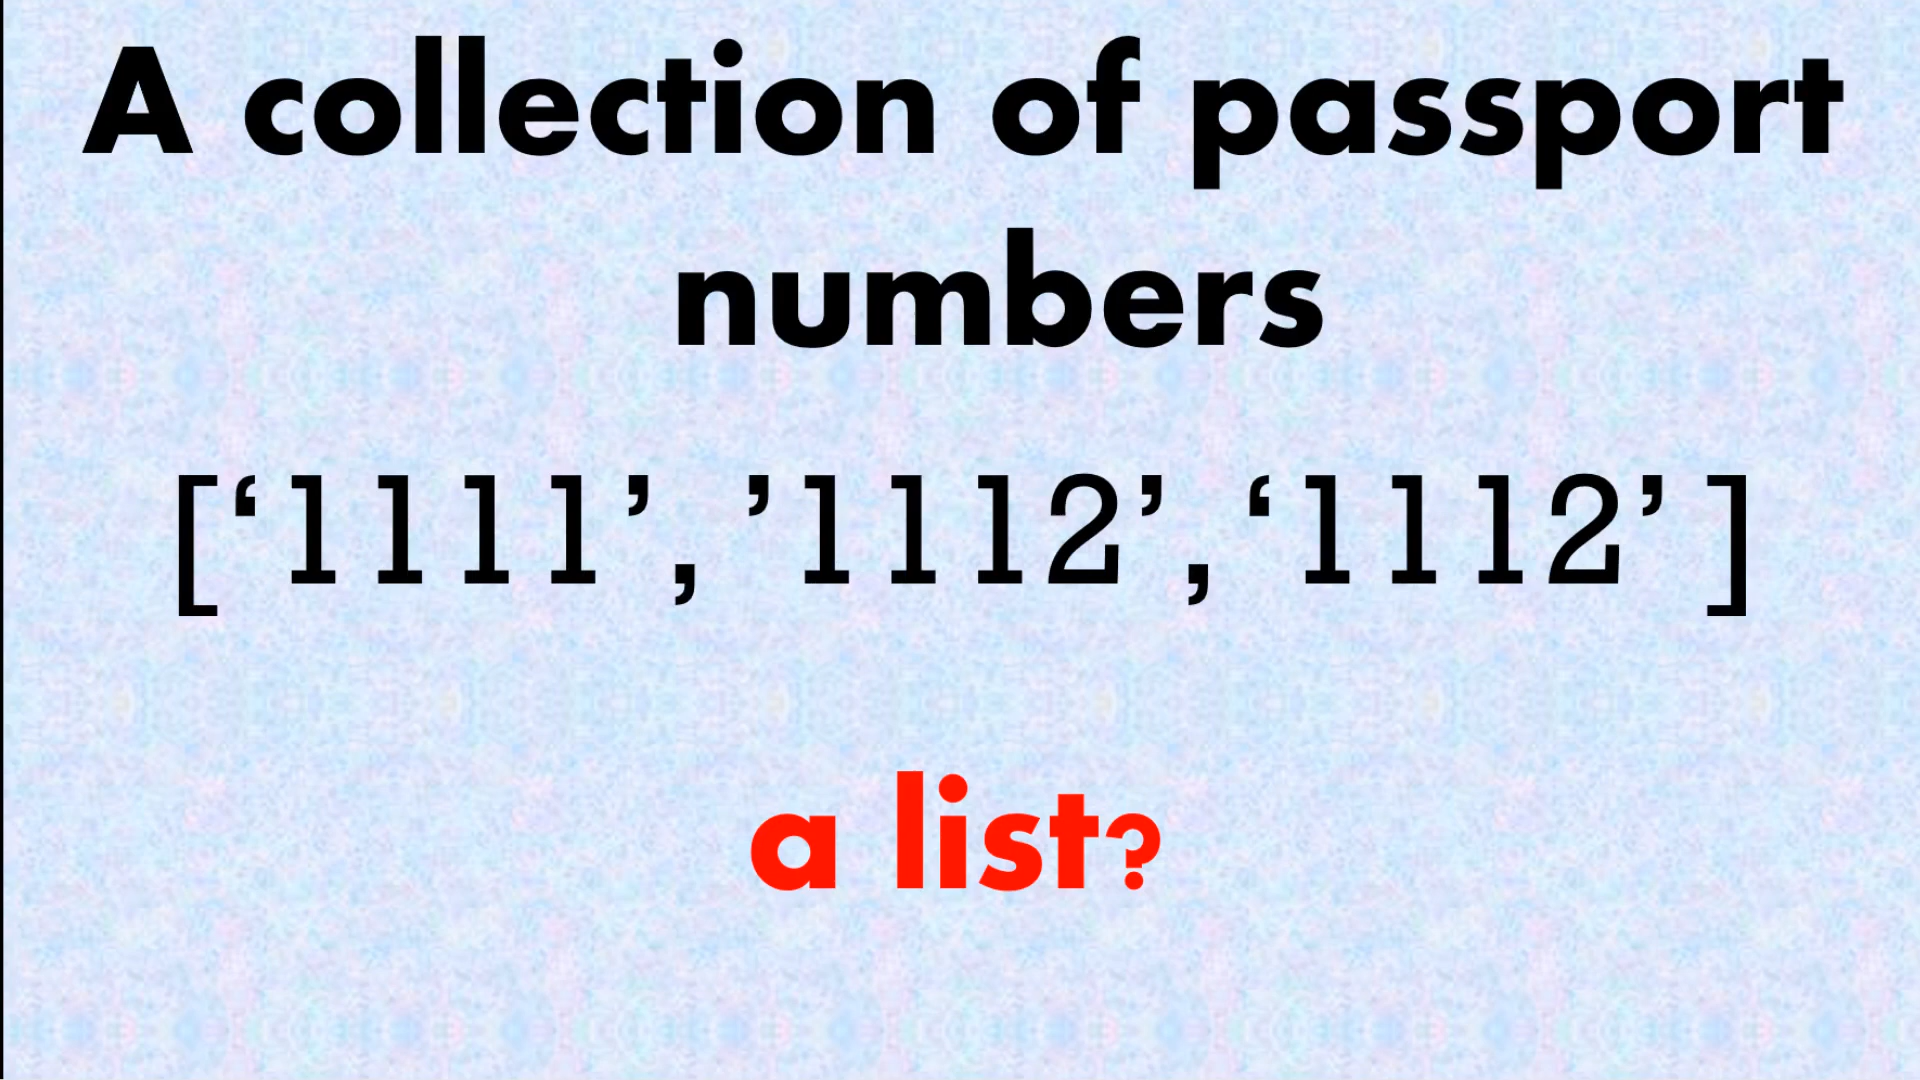 A collection of passport
numbers
[‘1111’,’1112’,‘1112’]
a list?